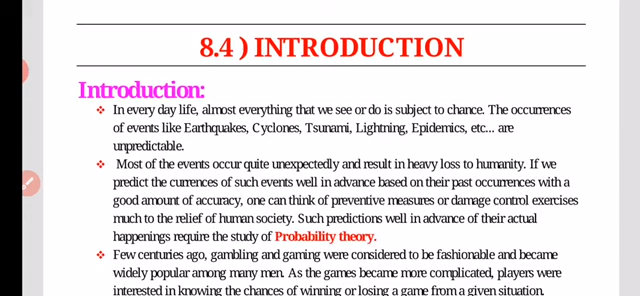 8.4 ) INTRODUCTION
Introduction:
❖ In every day life, almost everything that we see or do is subject to chance. The occurrences
of events like Earthquakes, Cyclones, Tsunami, Lightning, Epidemics, etc... are
unpredictable.
❖ Most of the events occur quite unexpectedly and result in heavy loss to humanity. If we
predict the currences of such events well in advance based on their past occurrences with a
good amount of accuracy, one can think of preventive measures or damage control exercises
much to the relief of human society. Such predictions well in advance of their actual
happenings require the study of Probability theory.
❖ Few centuries ago, gambling and gaming were considered to be fashionable and became
widely popular among many men. As the games became more complicated, players were
interested in knowing the chances of winning or losing a game from a given situation.